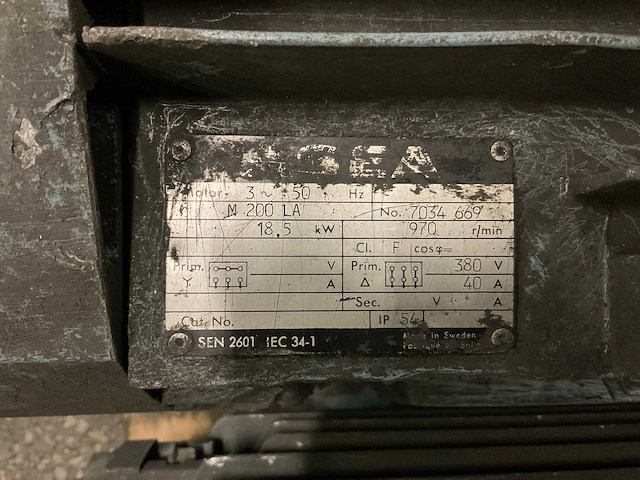 ASEA
Motor 3 ~ 50 Hz
M 200 LA No. 7034 669
18,5 kW 970 r/min
Cl. F cosφ=
Prim. V Prim. 380 V
Y A Δ 40 A
Sec. V A
Cat. No. IP 54
SEN 2601 IEC 34-1 Made in Sweden